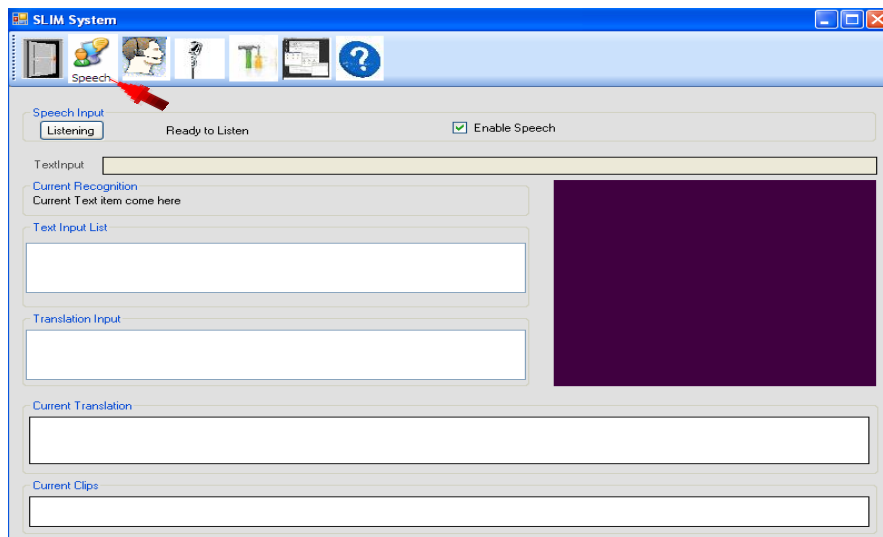 SLIM System
Speech
Speech Input
Listening
Ready to Listen
Enable Speech
TextInput
Current Recognition
Current Text item come here
Text Input List
Translation Input
Current Translation
Current Clips